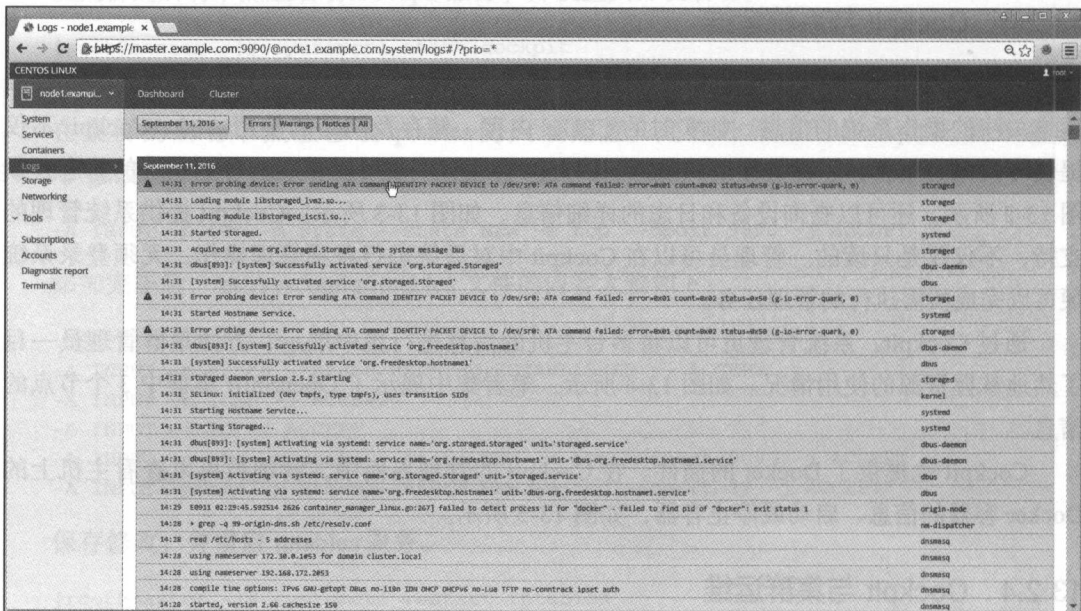 Logs - node1.example ×
https://master.example.com:9090/@node1.example.com/system/logs#/?prio=*
CENTOS LINUX
root
node1.exampl... Dashboard Cluster
System
Services
Containers
Logs
Storage
Networking
Tools
Subscriptions
Accounts
Diagnostic report
Terminal
September 11, 2016 Errors Warnings Notices All
September 11, 2016
14:31 Error probing device: Error sending ATA command IDENTIFY PACKET DEVICE to /dev/sr0: ATA command failed: error=0x01 count=0x02 status=0x50 (g-io-error-quark, 0) storaged
14:31 Loading module libstoraged_lvm2.so... storaged
14:31 Loading module libstoraged_iscsi.so... storaged
14:31 Started Storaged. systemd
14:31 Acquired the name org.storaged.Storaged on the system message bus storaged
14:31 dbus[893]: [system] Successfully activated service 'org.storaged.Storaged' dbus-daemon
14:31 [system] Successfully activated service 'org.storaged.Storaged' dbus
14:31 Error probing device: Error sending ATA command IDENTIFY PACKET DEVICE to /dev/sr0: ATA command failed: error=0x01 count=0x02 status=0x50 (g-io-error-quark, 0) storaged
14:31 Started Hostname Service. systemd
14:31 Error probing device: Error sending ATA command IDENTIFY PACKET DEVICE to /dev/sr0: ATA command failed: error=0x01 count=0x02 status=0x50 (g-io-error-quark, 0) storaged
14:31 dbus[893]: [system] Successfully activated service 'org.freedesktop.hostname1' dbus-daemon
14:31 [system] Successfully activated service 'org.freedesktop.hostname1' dbus
14:31 storaged daemon version 2.5.1 starting storaged
14:31 SELinux: initialized (dev tmpfs, type tmpfs), uses transition SIDs kernel
14:31 Starting Hostname Service... systemd
14:31 Starting Storaged... systemd
14:31 dbus[893]: [system] Activating via systemd: service name='org.storaged.Storaged' unit='storaged.service' dbus-daemon
14:31 dbus[893]: [system] Activating via systemd: service name='org.freedesktop.hostname1' unit='dbus-org.freedesktop.hostname1.service' dbus-daemon
14:31 [system] Activating via systemd: service name='org.storaged.Storaged' unit='storaged.service' dbus
14:31 [system] Activating via systemd: service name='org.freedesktop.hostname1' unit='dbus-org.freedesktop.hostname1.service' dbus
14:29 E0911 02:29:45.592514 2626 container_manager_linux.go:267] failed to detect process id for "docker" - failed to find pid of "docker": exit status 1 origin-node
14:28 + grep -q 99-origin-dns.sh /etc/resolv.conf nm-dispatcher
14:28 read /etc/hosts - 5 addresses dnsmasq
14:28 using nameserver 172.30.0.1#53 for domain cluster.local dnsmasq
14:28 using nameserver 192.168.172.2#53 dnsmasq
14:28 compile time options: IPv6 GNU-getopt DBus no-i18n IDN DHCP DHCPv6 no-Lua TFTP no-conntrack ipset auth dnsmasq
14:28 started, version 2.66 cachesize 150 dnsmasq